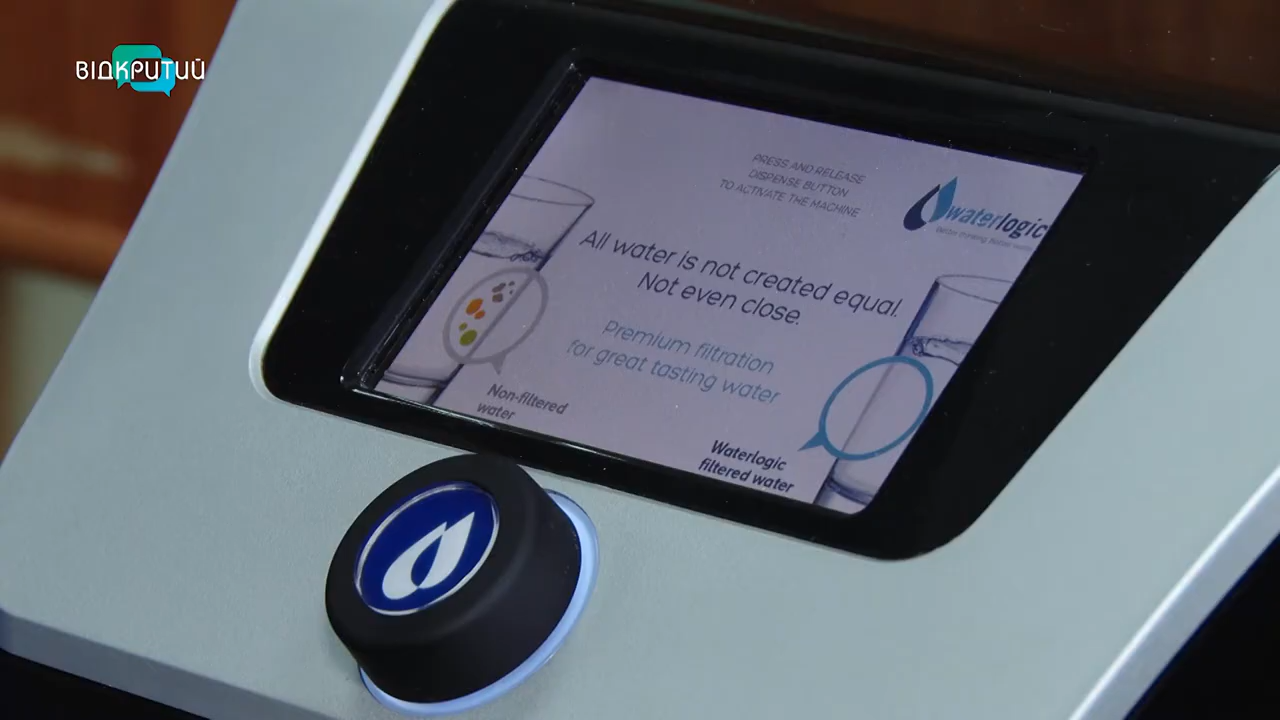 ВІДКРИТИЙ
PRESS AND RELEASE
DISPENSE BUTTON
TO ACTIVATE THE MACHINE
waterlogic
All water is not created equal.
Not even close.
Premium filtration
for great tasting water
Non-filtered
water
Waterlogic
filtered water